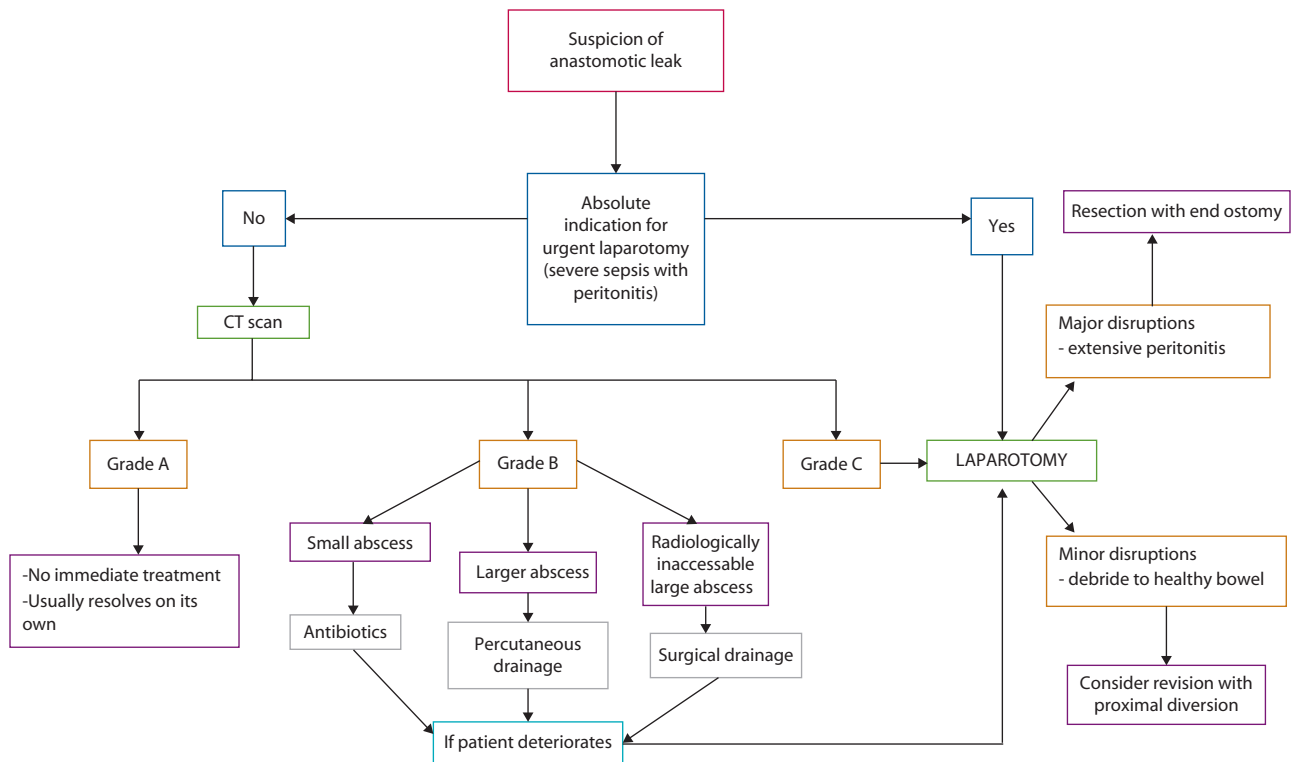 Suspicion of
anastomotic leak
No
Absolute
indication for
urgent laparotomy
(severe sepsis with
peritonitis)
Yes
Resection with end ostomy
CT scan
Major disruptions
- extensive peritonitis
Grade A
Grade B
Grade C
LAPAROTOMY
-No immediate treatment
-Usually resolves on its
own
Small abscess
Larger abscess
Radiologically
inaccessable
large abscess
Minor disruptions
- debride to healthy bowel
Antibiotics
Percutaneous
drainage
Surgical drainage
Consider revision with
proximal diversion
If patient deteriorates